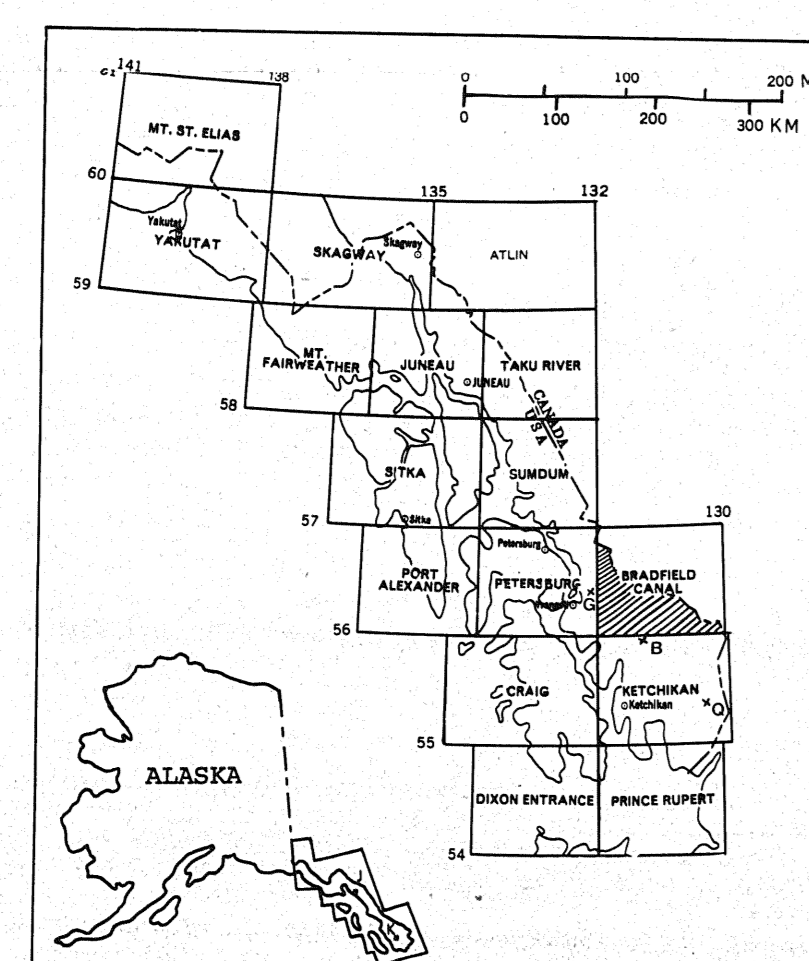 141
138
0 100 200 M
0 100 200 300 KM
MT. ST. ELIAS
60
135
132
Yakutat
YAKUTAT
SKAGWAY
Skagway
ATLIN
59
MT.
FAIRWEATHER
JUNEAU
JUNEAU
TAKU RIVER
58
CANADA
USA
SITKA
SUMDUM
Sitka
57
130
Petersburg
PORT
ALEXANDER
PETERSBURG
BRADFIELD
CANAL
G
56
B
CRAIG
KETCHIKAN
Ketchikan
Q
55
ALASKA
DIXON ENTRANCE
PRINCE RUPERT
54
J
K